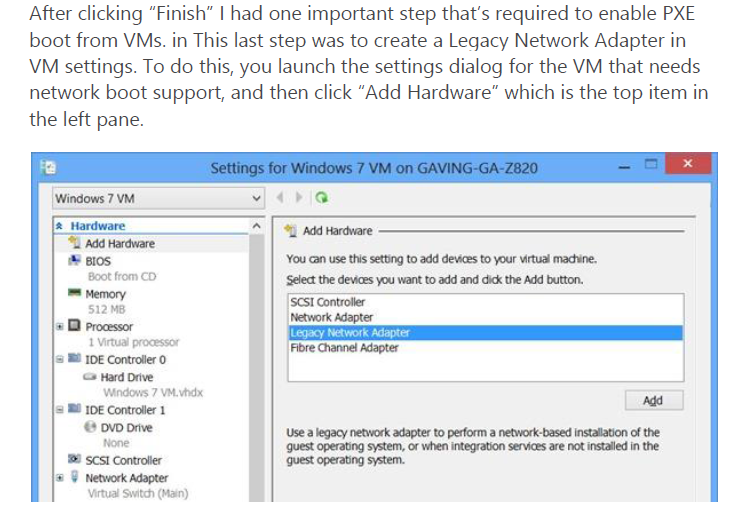 After clicking “Finish” I had one important step that’s required to enable PXE
boot from VMs. in This last step was to create a Legacy Network Adapter in
VM settings. To do this, you launch the settings dialog for the VM that needs
network boot support, and then click “Add Hardware” which is the top item in
the left pane.
Settings for Windows 7 VM on GAVING-GA-Z820
Windows 7 VM
Hardware
Add Hardware
BIOS
Boot from CD
Memory
512 MB
Processor
1 Virtual processor
IDE Controller 0
Hard Drive
Windows 7 VM.vhdx
IDE Controller 1
DVD Drive
None
SCSI Controller
Network Adapter
Virtual Switch (Main)
Add Hardware
You can use this setting to add devices to your virtual machine.
Select the devices you want to add and click the Add button.
SCSI Controller
Network Adapter
Legacy Network Adapter
Fibre Channel Adapter
Add
Use a legacy network adapter to perform a network-based installation of the
guest operating system, or when integration services are not installed in the
guest operating system.